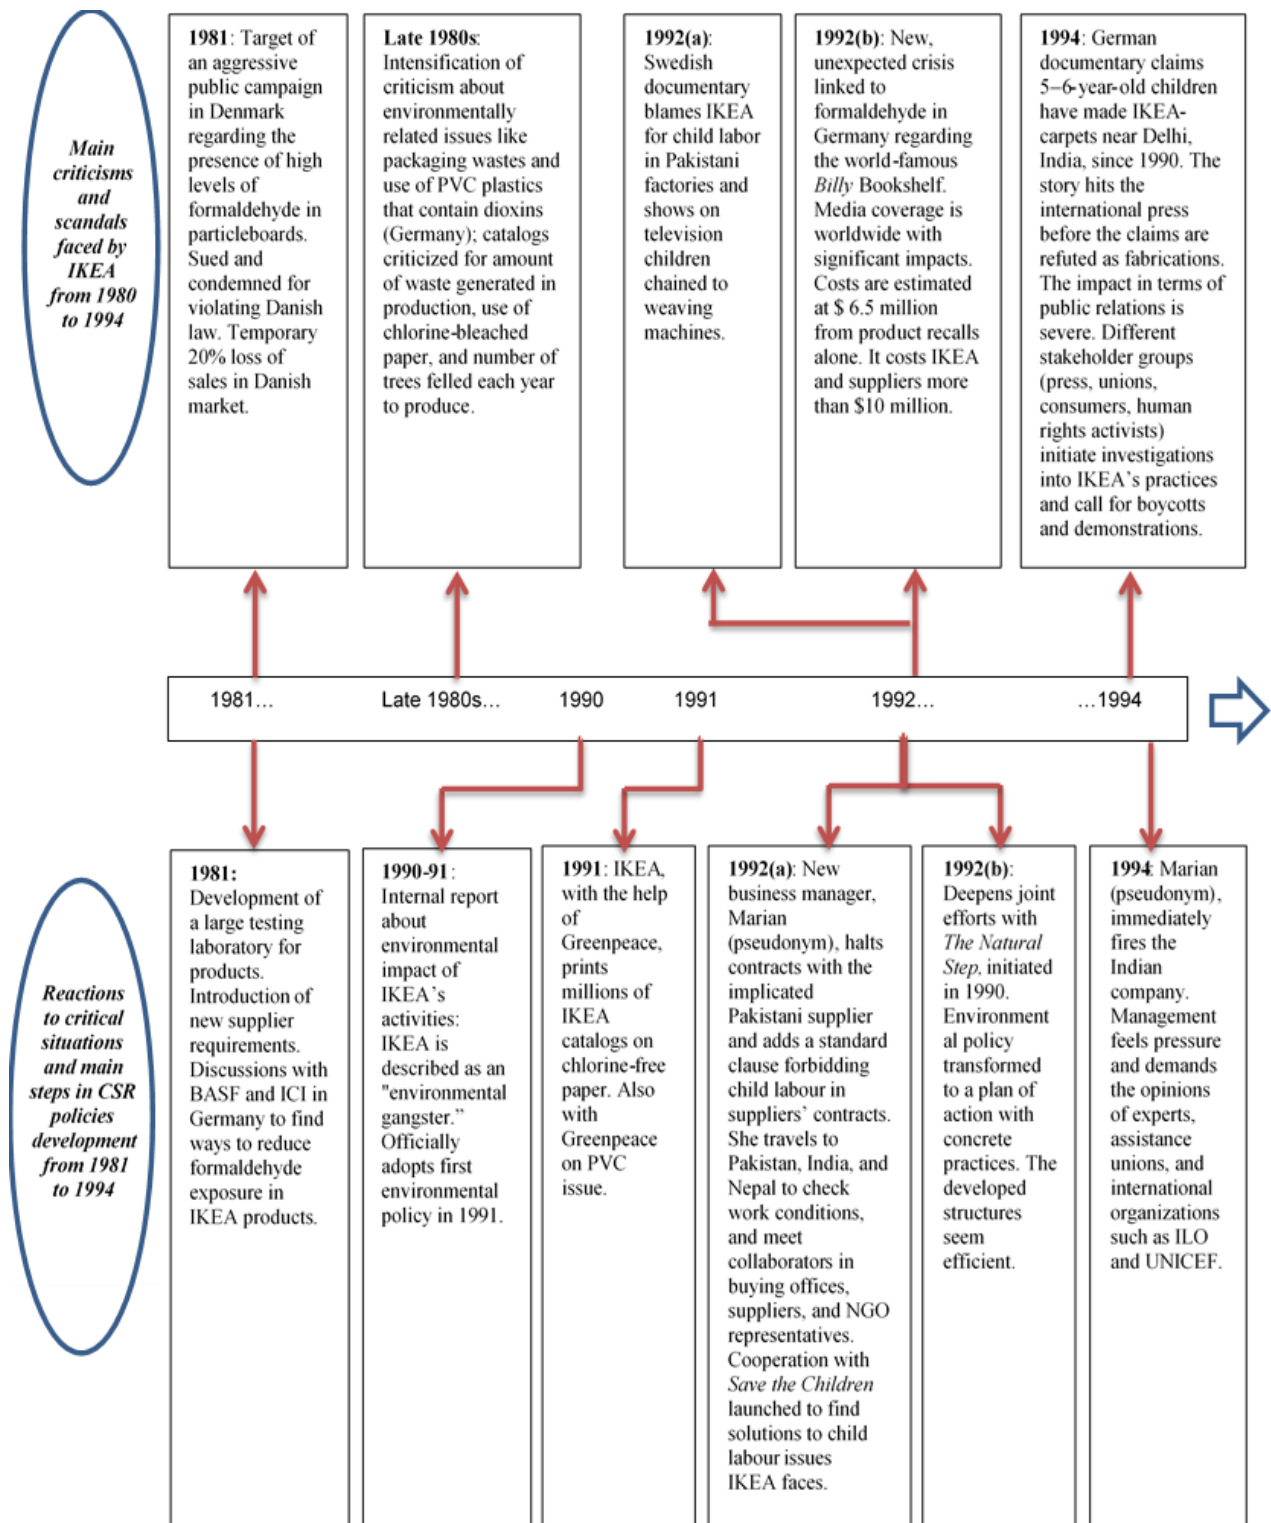 Main
criticisms
and
scandals
faced by
IKEA
from 1980
to 1994
1981: Target of
an aggressive
public campaign
in Denmark
regarding the
presence of high
levels of
formaldehyde in
particleboards.
Sued and
condemned for
violating Danish
law. Temporary
20% loss of
sales in Danish
market.
Late 1980s:
Intensification of
criticism about
environmentally
related issues like
packaging wastes and
use of PVC plastics
that contain dioxins
(Germany); catalogs
criticized for amount
of waste generated in
production, use of
chlorine-bleached
paper, and number of
trees felled each year
to produce.
1992(a):
Swedish
documentary
blames IKEA
for child labor
in Pakistani
factories and
shows on
television
children
chained to
weaving
machines.
1992(b): New,
unexpected crisis
linked to
formaldehyde in
Germany regarding
the world-famous
Billy Bookshelf.
Media coverage is
worldwide with
significant impacts.
Costs are estimated
at $ 6.5 million
from product recalls
alone. It costs IKEA
and suppliers more
than $10 million.
1994: German
documentary claims
5–6-year-old children
have made IKEA-
carpets near Delhi,
India, since 1990. The
story hits the
international press
before the claims are
refuted as fabrications.
The impact in terms of
public relations is
severe. Different
stakeholder groups
(press, unions,
consumers, human
rights activists)
initiate investigations
into IKEA's practices
and call for boycotts
and demonstrations.
1981… Late 1980s… 1990 1991 1992… …1994
Reactions
to critical
situations
and main
steps in CSR
policies
development
from 1981
to 1994
1981:
Development of
a large testing
laboratory for
products.
Introduction of
new supplier
requirements.
Discussions with
BASF and ICI in
Germany to find
ways to reduce
formaldehyde
exposure in
IKEA products.
1990-91:
Internal report
about
environmental
impact of
IKEA's
activities:
IKEA is
described as an
"environmental
gangster.”
Officially
adopts first
environmental
policy in 1991.
1991: IKEA,
with the help
of
Greenpeace,
prints
millions of
IKEA
catalogs on
chlorine-free
paper. Also
with
Greenpeace
on PVC
issue.
1992(a): New
business manager,
Marian
(pseudonym), halts
contracts with the
implicated
Pakistani supplier
and adds a standard
clause forbidding
child labour in
suppliers' contracts.
She travels to
Pakistan, India, and
Nepal to check
work conditions,
and meet
collaborators in
buying offices,
suppliers, and NGO
representatives.
Cooperation with
Save the Children
launched to find
solutions to child
labour issues
IKEA faces.
1992(b):
Deepens joint
efforts with
The Natural
Step, initiated
in 1990.
Environment
al policy
transformed
to a plan of
action with
concrete
practices. The
developed
structures
seem
efficient.
1994: Marian
(pseudonym),
immediately
fires the
Indian
company.
Management
feels pressure
and demands
the opinions
of experts,
assistance
unions, and
international
organizations
such as ILO
and UNICEF.